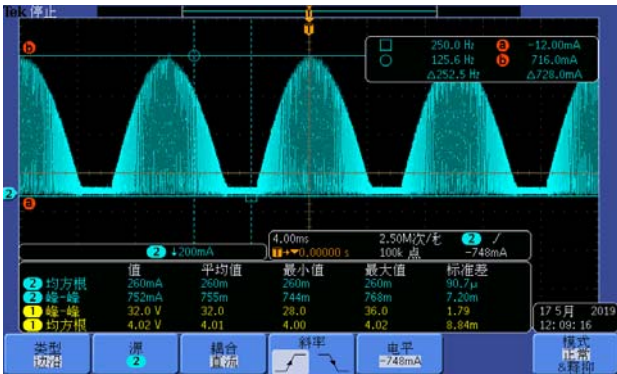 Tek 停止
b
□ 250.0 Hz a -12.00mA
○ 125.6 Hz b 716.0mA
△252.5 Hz △728.0mA
2
a
2 ↓200mA
4.00ms 2.50M次/秒 2 /
T→▼0.00000 s 100k 点 -748mA
值 平均值 最小值 最大值 标准差
2 均方根 260mA 260m 260m 260m 90.7µ
2 峰-峰 752mA 755m 744m 768m 7.20m
1 峰-峰 32.0 V 32.0 28.0 36.0 1.79
1 均方根 4.02 V 4.01 4.00 4.02 8.84m
17 5月 2019
12:09:16
类型 源 耦合 斜率 电平 模式
边沿 2 直流 -748mA 正常
&释抑